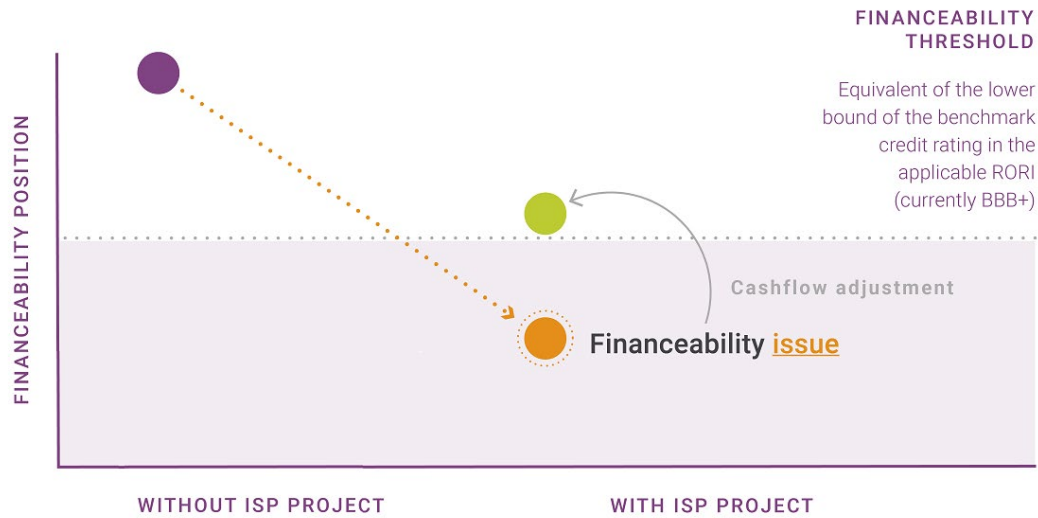 FINANCEABILITY
THRESHOLD
Equivalent of the lower
bound of the benchmark
credit rating in the
applicable RORI
(currently BBB+)
FINANCEABILITY POSITION
Cashflow adjustment
Financeability issue
WITHOUT ISP PROJECT
WITH ISP PROJECT